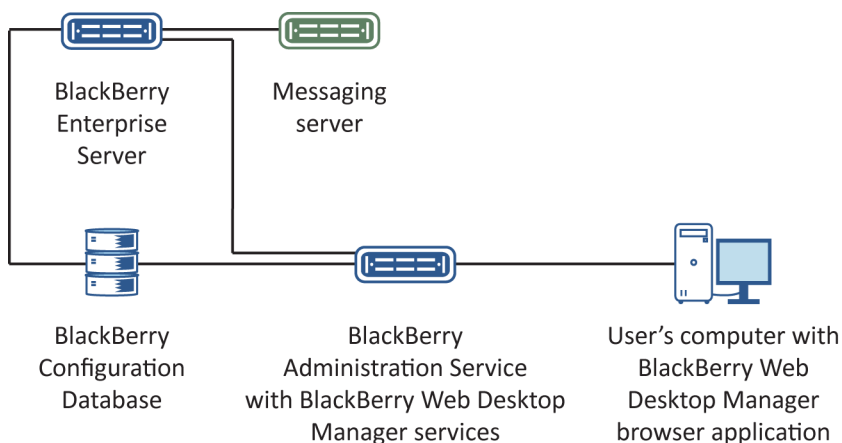 BlackBerry
Enterprise
Server
Messaging
server
BlackBerry
Configuration
Database
BlackBerry
Administration Service
with BlackBerry Web Desktop
Manager services
User’s computer with
BlackBerry Web
Desktop Manager
browser application